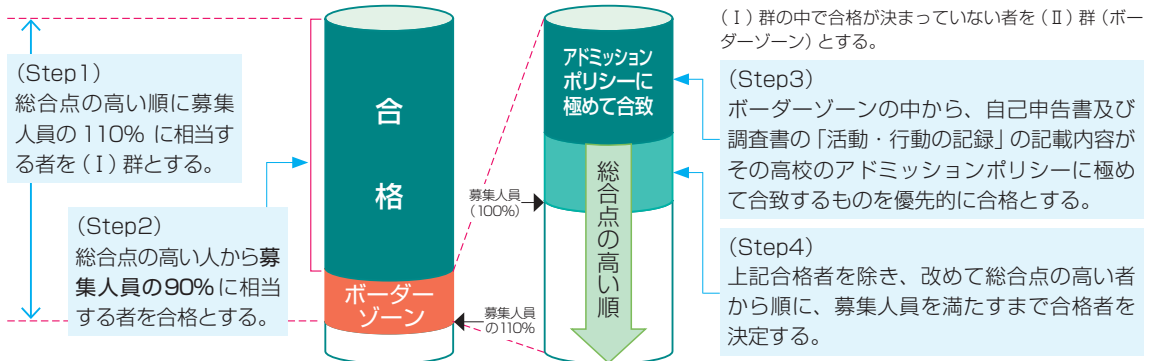 (Step1)
総合点の高い順に募集
人員の110% に相当す
る者を(Ⅰ)群とする。
(Step2)
総合点の高い人から募
集人員の90%に相当
する者を合格とする。
合
格
ボーダー
ゾーン
募集人員
の110%
募集人員
(100%)
アドミッション
ポリシーに
極めて合致
総合点の高い順
(Ⅰ)群の中で合格が決まっていない者を(Ⅱ)群(ボー
ダーゾーン)とする。
(Step3)
ボーダーゾーンの中から、自己申告書及び
調査書の「活動・行動の記録」の記載内容が
その高校のアドミッションポリシーに極め
て合致するものを優先的に合格とする。
(Step4)
上記合格者を除き、改めて総合点の高い者
から順に、募集人員を満たすまで合格者を
決定する。